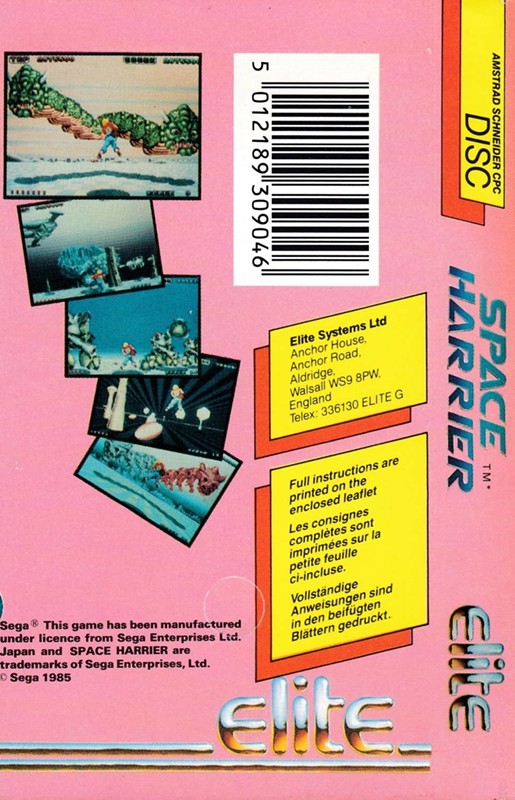 5 012189 309046
Elite Systems Ltd
Anchor House,
Anchor Road,
Aldridge,
Walsall WS9 8PW,
England
Telex: 336130 ELITE G
Full instructions are
printed on the
enclosed leaflet
Les consignes
complètes sont
imprimées sur la
petite feuille
ci-incluse.
Vollständige
Anweisungen sind
in den beifügten
Blättern gedruckt.
Sega® This game has been manufactured
under licence from Sega Enterprises Ltd.
Japan and SPACE HARRIER are
trademarks of Sega Enterprises, Ltd.
© Sega 1985
elite
AMSTRAD SCHNEIDER CPC
DISC
SPACE
HARRIER TM*
elite